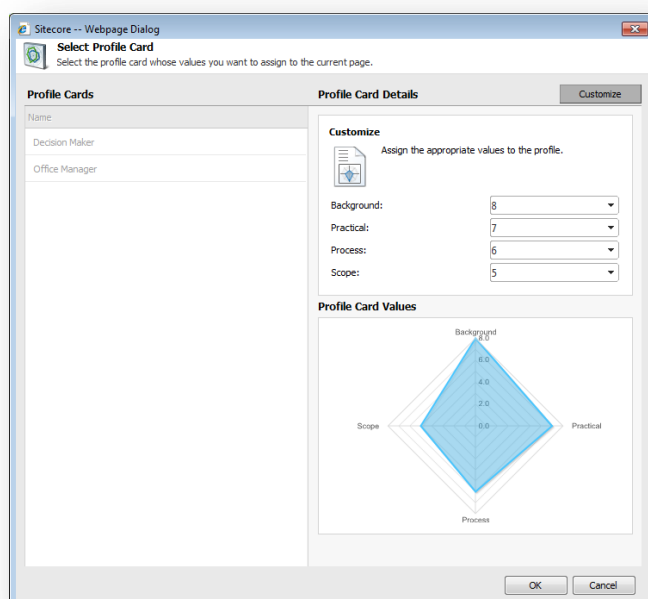 Sitecore -- Webpage Dialog
Select Profile Card
Select the profile card whose values you want to assign to the current page.
Profile Cards
Name
Decision Maker
Office Manager
Profile Card Details
Customize
Customize
Assign the appropriate values to the profile.
Background: 8
Practical: 7
Process: 6
Scope: 5
Profile Card Values
Background
8.0
6.0
4.0
2.0
Scope 0.0 Practical
Process
OK Cancel